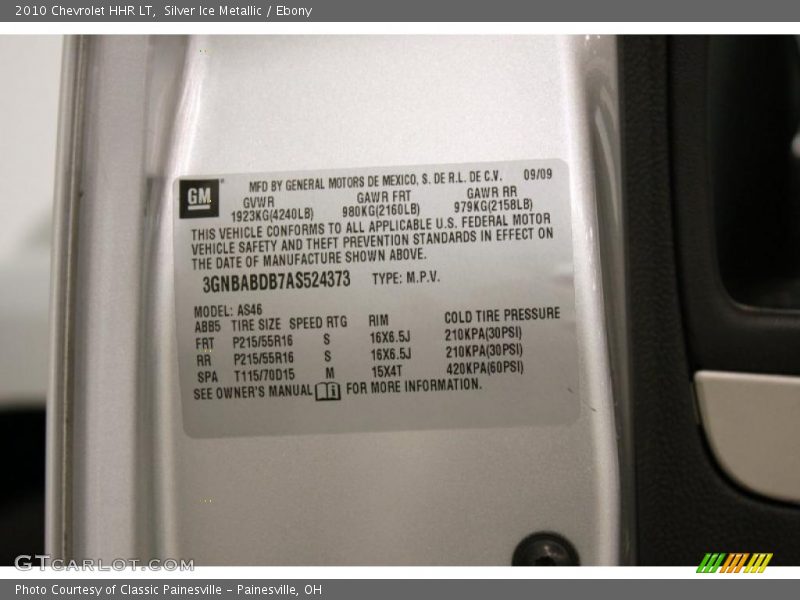 2010 Chevrolet HHR LT,  Silver Ice Metallic / Ebony
GM
MFD BY GENERAL MOTORS DE MEXICO, S. DE R.L. DE C.V. 09/09
GVWR GAWR FRT GAWR RR
1923KG(4240LB) 980KG(2160LB) 979KG(2158LB)
THIS VEHICLE CONFORMS TO ALL APPLICABLE U.S. FEDERAL MOTOR
VEHICLE SAFETY AND THEFT PREVENTION STANDARDS IN EFFECT ON
THE DATE OF MANUFACTURE SHOWN ABOVE.
3GNBABDB7AS524373 TYPE: M.P.V.
MODEL: AS46
ABB5 TIRE SIZE SPEED RTG RIM COLD TIRE PRESSURE
FRT P215/55R16 S 16X6.5J 210KPA(30PSI)
RR P215/55R16 S 16X6.5J 210KPA(30PSI)
SPA T115/70D15 M 15X4T 420KPA(60PSI)
SEE OWNER'S MANUAL FOR MORE INFORMATION.
GTCARLOT.COM
Photo Courtesy of Classic Painesville – Painesville, OH